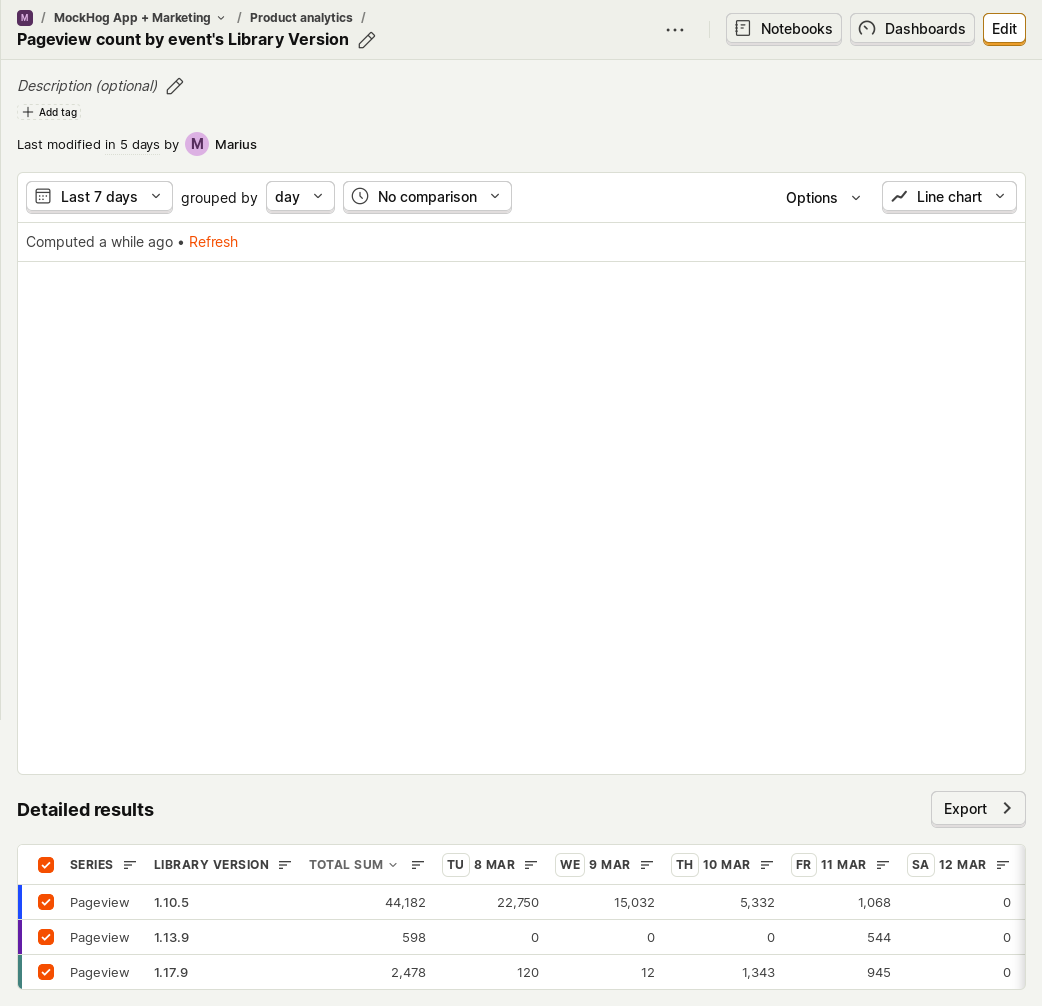 M / MockHog App + Marketing / Product analytics /
Pageview count by event's Library Version
Notebooks Dashboards Edit
Description (optional)
Add tag
Last modified in 5 days by M Marius
Last 7 days grouped by day No comparison Options Line chart
Computed a while ago • Refresh
Detailed results
Export
SERIES LIBRARY VERSION TOTAL SUM TU 8 MAR WE 9 MAR TH 10 MAR FR 11 MAR SA 12 MAR
Pageview 1.10.5 44,182 22,750 15,032 5,332 1,068 0
Pageview 1.13.9 598 0 0 0 544 0
Pageview 1.17.9 2,478 120 12 1,343 945 0